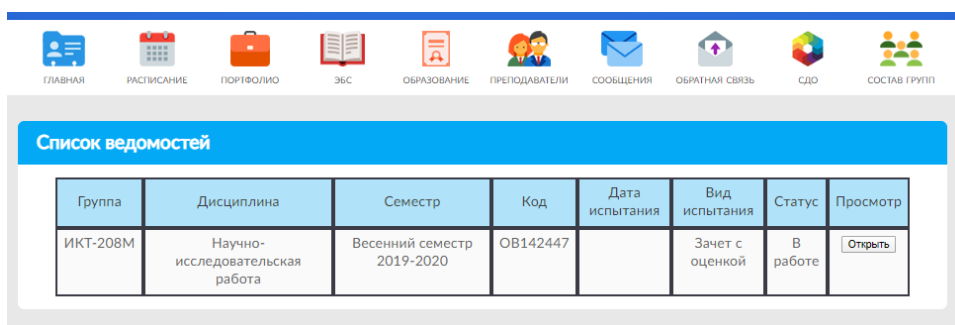 ГЛАВНАЯ РАСПИСАНИЕ ПОРТФОЛИО ЭБС ОБРАЗОВАНИЕ ПРЕПОДАВАТЕЛИ СООБЩЕНИЯ ОБРАТНАЯ СВЯЗЬ СДО СОСТАВ ГРУПП
Список ведомостей
Группа Дисциплина Семестр Код Дата испытания Вид испытания Статус Просмотр
ИКТ-208М Научно-исследовательская работа Весенний семестр 2019-2020 ОВ142447 Зачет с оценкой В работе Открыть